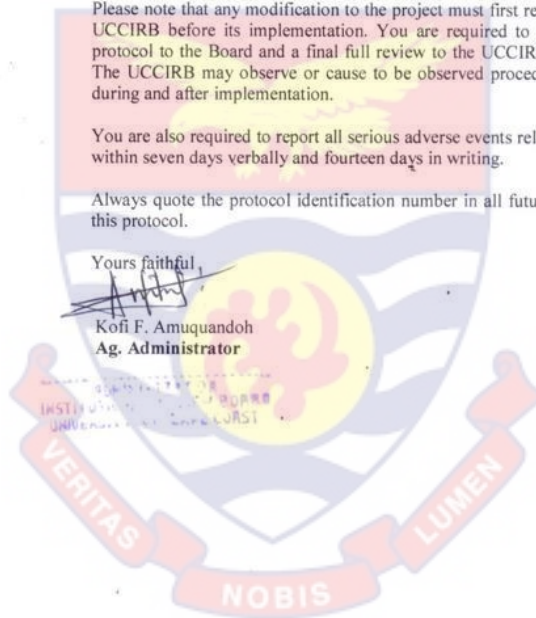 Please note that any modification to the project must first re
UCCIRB before its implementation. You are required to
protocol to the Board and a final full review to the UCCIR
The UCCIRB may observe or cause to be observed proced
during and after implementation.
You are also required to report all serious adverse events rel
within seven days verbally and fourteen days in writing.
Always quote the protocol identification number in all futu
this protocol.
Yours faithful
Kofi F. Amuquandoh
Ag. Administrator
VERITAS
NOBIS
LUMEN